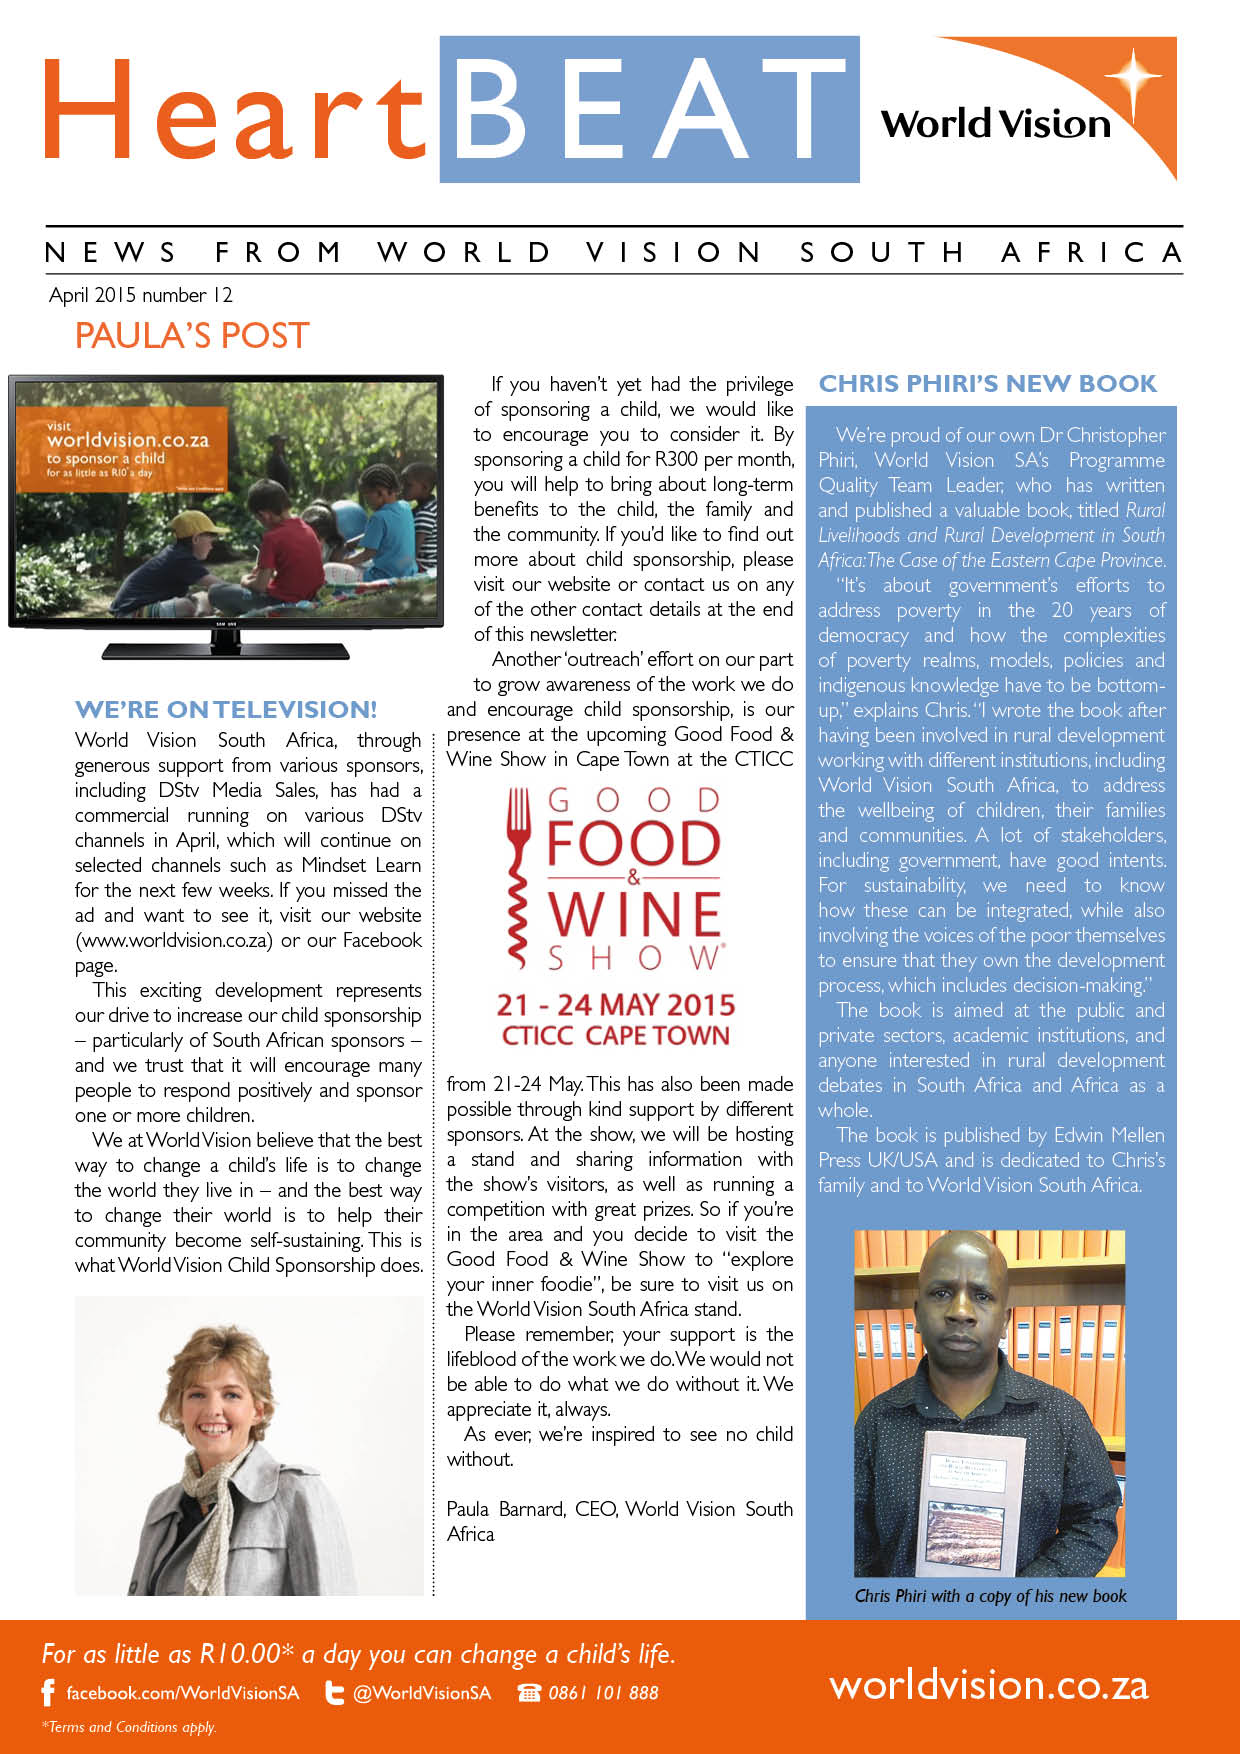 HeartBEAT
World Vision
NEWS FROM WORLD VISION SOUTH AFRICA
April 2015 number 12
PAULA'S POST
visit
worldvision.co.za
to sponsor a child
for as little as R10* a day
*Terms and Conditions apply
WE'RE ON TELEVISION!
World Vision South Africa, through
generous support from various sponsors,
including DStv Media Sales, has had a
commercial running on various DStv
channels in April, which will continue on
selected channels such as Mindset Learn
for the next few weeks. If you missed the
ad and want to see it, visit our website
(www.worldvision.co.za) or our Facebook
page.
This exciting development represents
our drive to increase our child sponsorship
– particularly of South African sponsors –
and we trust that it will encourage many
people to respond positively and sponsor
one or more children.
We at World Vision believe that the best
way to change a child's life is to change
the world they live in – and the best way
to change their world is to help their
community become self-sustaining. This is
what World Vision Child Sponsorship does.
If you haven't yet had the privilege
of sponsoring a child, we would like
to encourage you to consider it. By
sponsoring a child for R300 per month,
you will help to bring about long-term
benefits to the child, the family and
the community. If you'd like to find out
more about child sponsorship, please
visit our website or contact us on any
of the other contact details at the end
of this newsletter.
Another 'outreach' effort on our part
to grow awareness of the work we do
and encourage child sponsorship, is our
presence at the upcoming Good Food &
Wine Show in Cape Town at the CTICC
GOOD
FOOD
&
WINE
SHOW®
21 - 24 MAY 2015
CTICC CAPE TOWN
from 21-24 May. This has also been made
possible through kind support by different
sponsors. At the show, we will be hosting
a stand and sharing information with
the show's visitors, as well as running a
competition with great prizes. So if you're
in the area and you decide to visit the
Good Food & Wine Show to "explore
your inner foodie", be sure to visit us on
the World Vision South Africa stand.
Please remember, your support is the
lifeblood of the work we do. We would not
be able to do what we do without it. We
appreciate it, always.
As ever, we're inspired to see no child
without.
Paula Barnard, CEO, World Vision South
Africa
CHRIS PHIRI'S NEW BOOK
We're proud of our own Dr Christopher
Phiri, World Vision SA's Programme
Quality Team Leader, who has written
and published a valuable book, titled Rural
Livelihoods and Rural Development in South
Africa: The Case of the Eastern Cape Province.
"It's about government's efforts to
address poverty in the 20 years of
democracy and how the complexities
of poverty realms, models, policies and
indigenous knowledge have to be bottom-
up," explains Chris. "I wrote the book after
having been involved in rural development
working with different institutions, including
World Vision South Africa, to address
the wellbeing of children, their families
and communities. A lot of stakeholders,
including government, have good intents.
For sustainability, we need to know
how these can be integrated, while also
involving the voices of the poor themselves
to ensure that they own the development
process, which includes decision-making."
The book is aimed at the public and
private sectors, academic institutions, and
anyone interested in rural development
debates in South Africa and Africa as a
whole.
The book is published by Edwin Mellen
Press UK/USA and is dedicated to Chris's
family and to World Vision South Africa.
Chris Phiri with a copy of his new book
For as little as R10.00* a day you can change a child's life.
facebook.com/WorldVisionSA @WorldVisionSA 0861 101 888
*Terms and Conditions apply.
worldvision.co.za